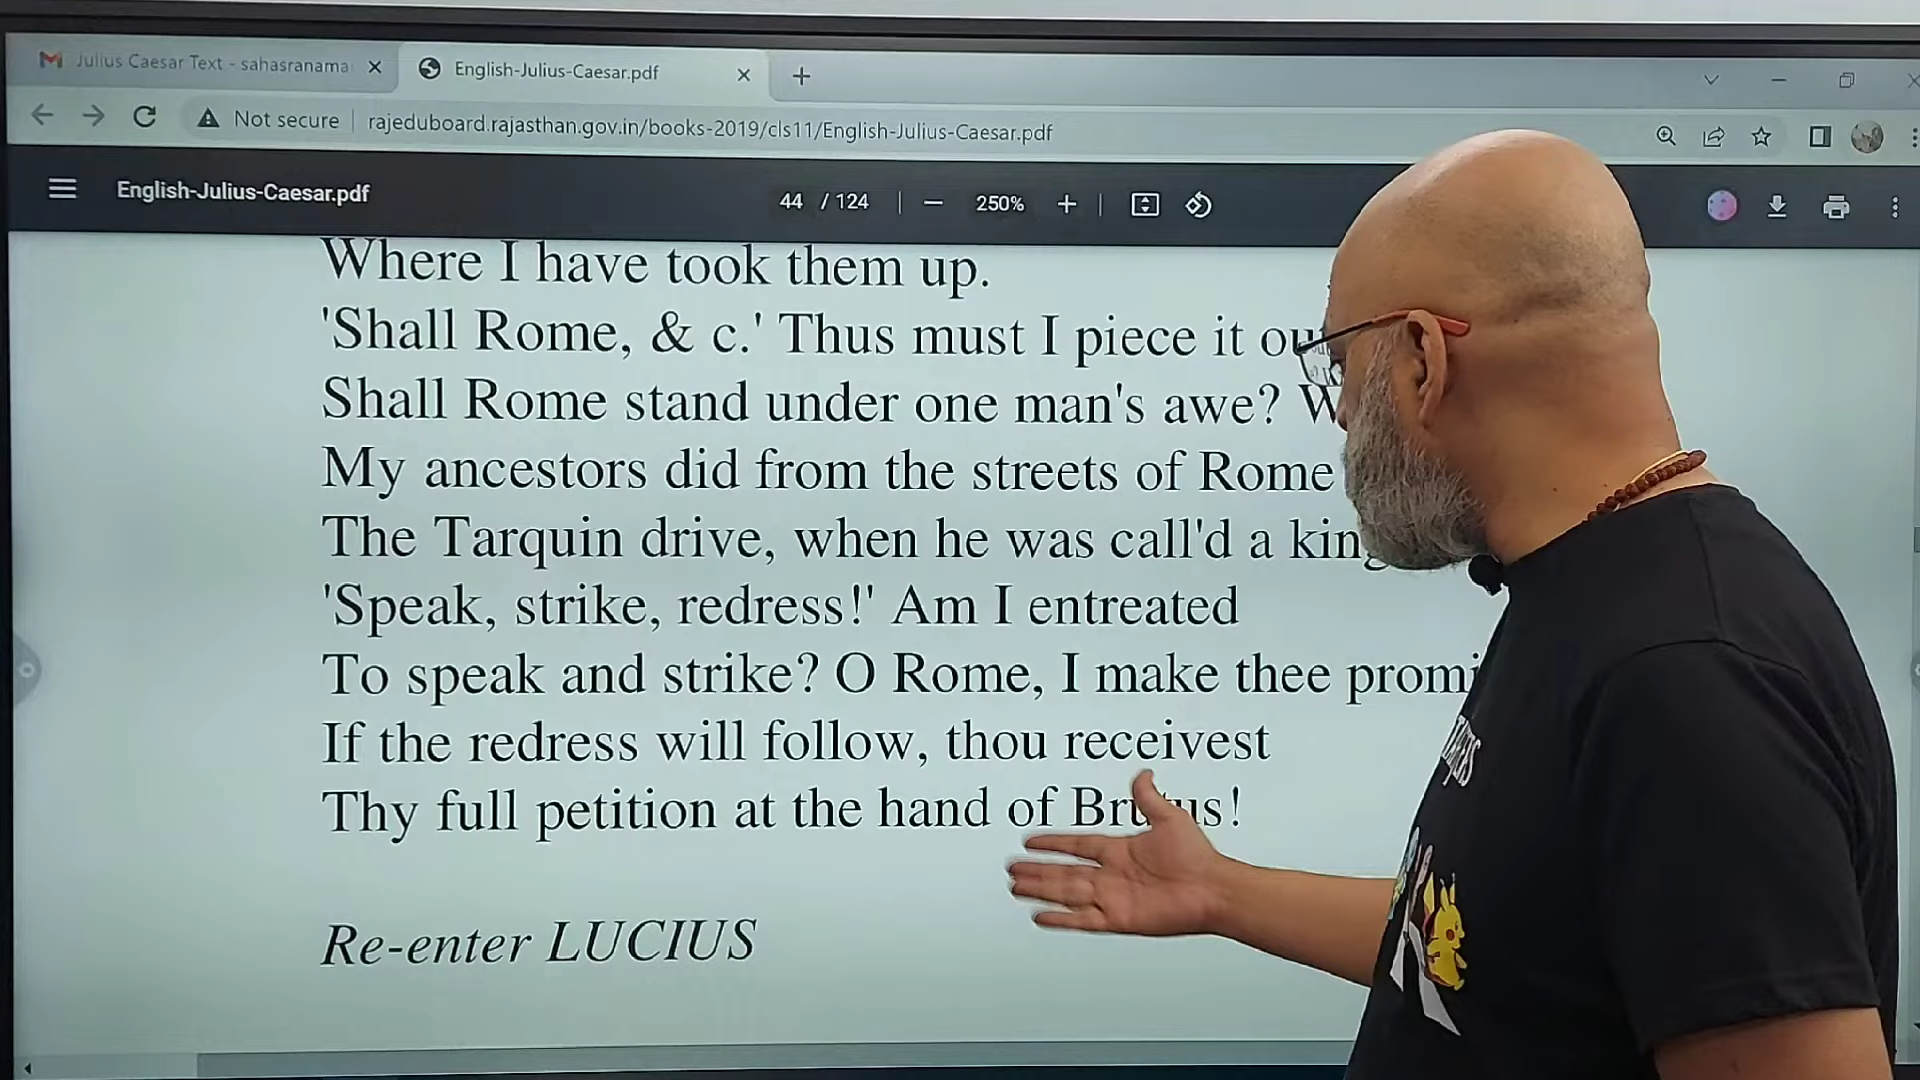 Julius Caesar Text - sahasranama
English-Julius-Caesar.pdf
Not secure
rajeduboard.rajasthan.gov.in/books-2019/cls11/English-Julius-Caesar.pdf
English-Julius-Caesar.pdf
44 / 124
250%
Where I have took them up.
'Shall Rome, & c.' Thus must I piece it
Shall Rome stand under one man's awe?
My ancestors did from the streets of Rome
The Tarquin drive, when he was call'd a
'Speak, strike, redress!' Am I entreated
To speak and strike? O Rome, I make thee
If the redress will follow, thou receivest
Thy full petition at the hand of Brutus!
Re-enter LUCIUS